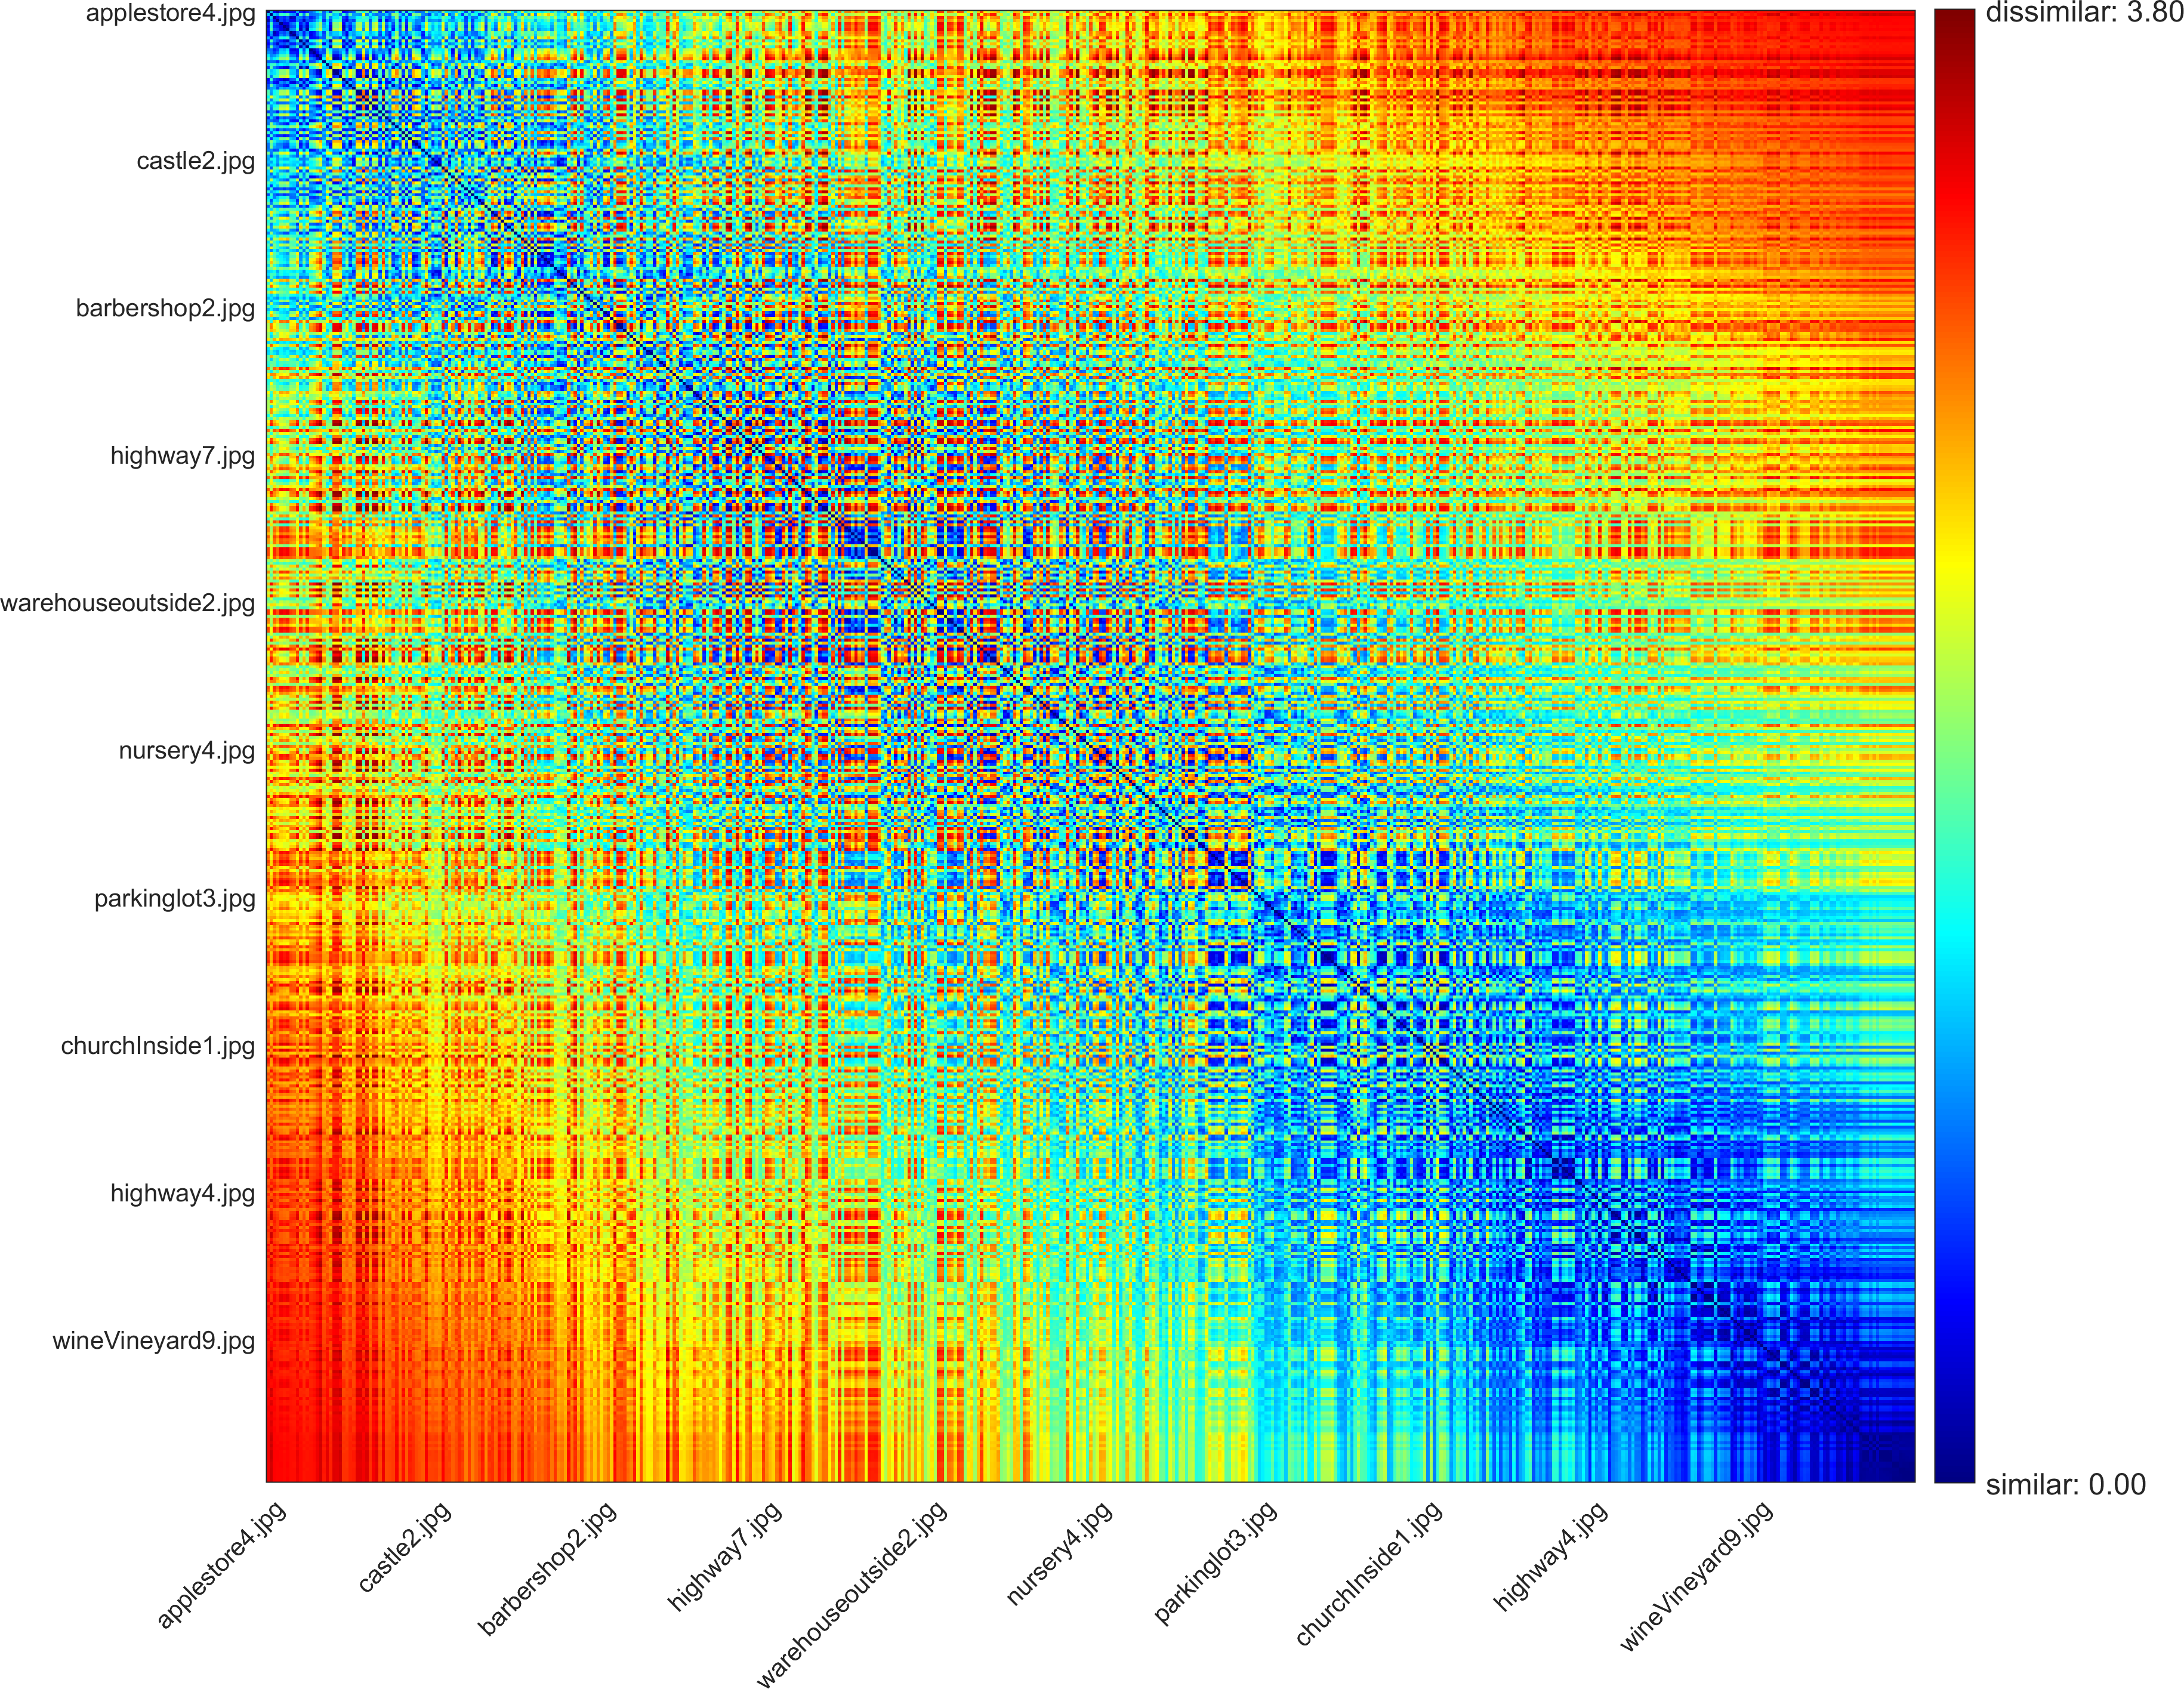 applestore4.jpg
castle2.jpg
barbershop2.jpg
highway7.jpg
warehouseoutside2.jpg
nursery4.jpg
parkinglot3.jpg
churchInside1.jpg
highway4.jpg
wineVineyard9.jpg
applestore4.jpg
castle2.jpg
barbershop2.jpg
highway7.jpg
warehouseoutside2.jpg
nursery4.jpg
parkinglot3.jpg
churchInside1.jpg
highway4.jpg
wineVineyard9.jpg
dissimilar: 3.80
similar: 0.00